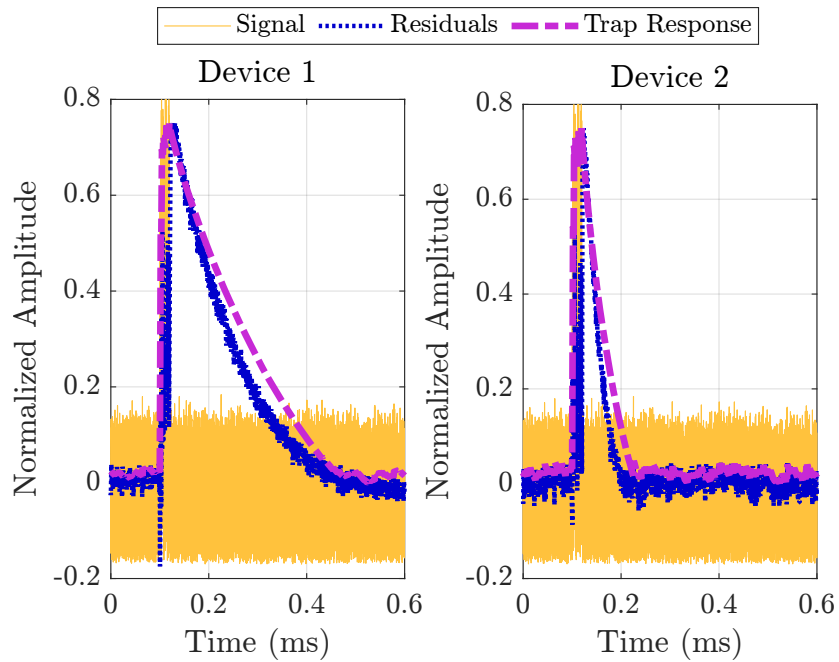 Signal Residuals Trap Response
Device 1
Device 2
Normalized Amplitude
0.8
0.6
0.4
0.2
0
-0.2
0 0.2 0.4 0.6
Time (ms)
Normalized Amplitude
0.8
0.6
0.4
0.2
0
-0.2
0 0.2 0.4 0.6
Time (ms)